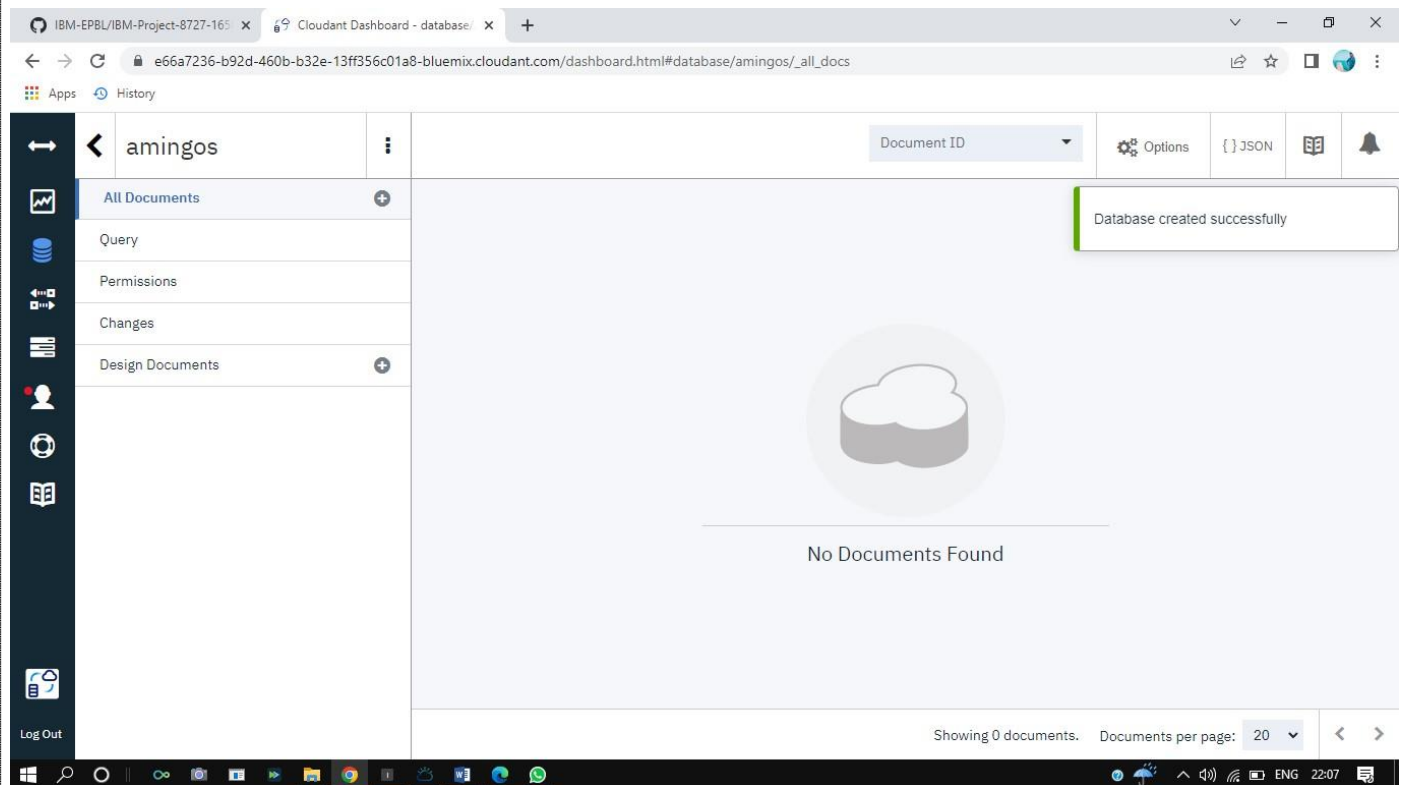 IBM-EPBL/IBM-Project-8727-165
Cloudant Dashboard - database/
e66a7236-b92d-460b-b32e-13ff356c01a8-bluemix.cloudant.com/dashboard.html#database/amingos/_all_docs
Apps
History
amingos
Document ID
Options
{ } JSON
All Documents
Database created successfully
Query
Permissions
Changes
Design Documents
No Documents Found
Log Out
Showing 0 documents.
Documents per page:
20
ENG
22:07